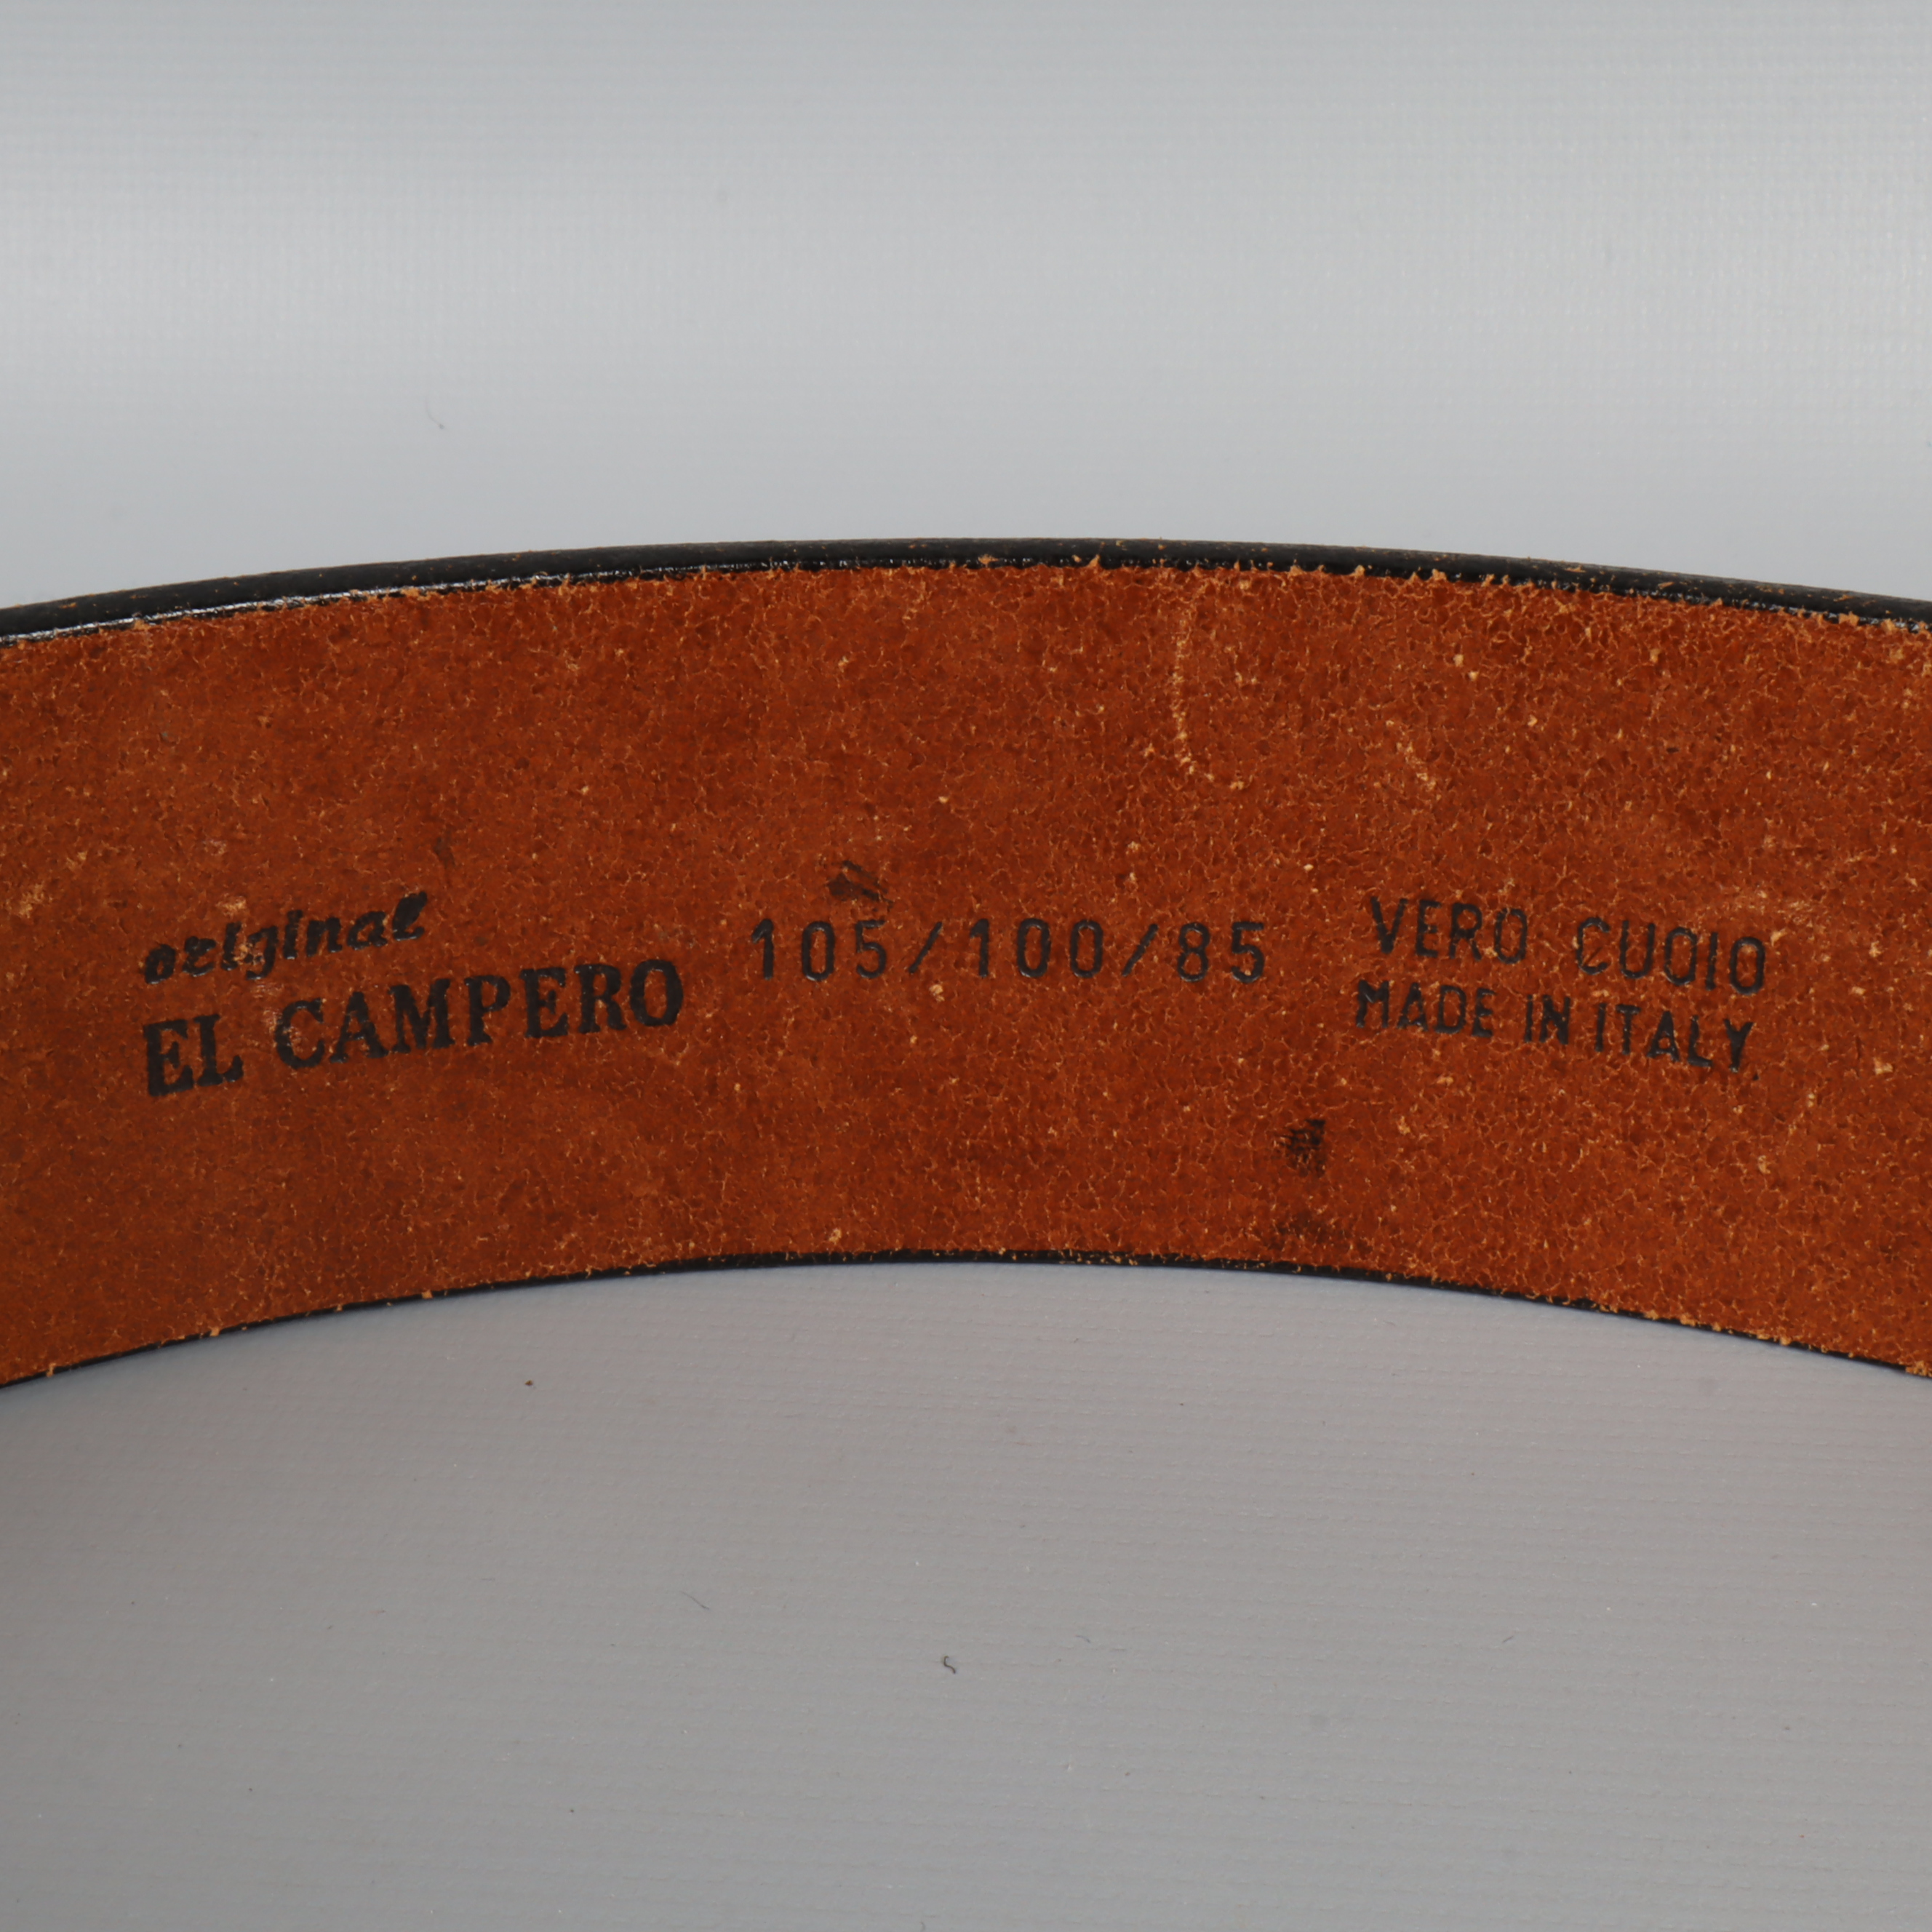 original
EL CAMPERO
105/100/85
VERO CUOIO
MADE IN ITALY